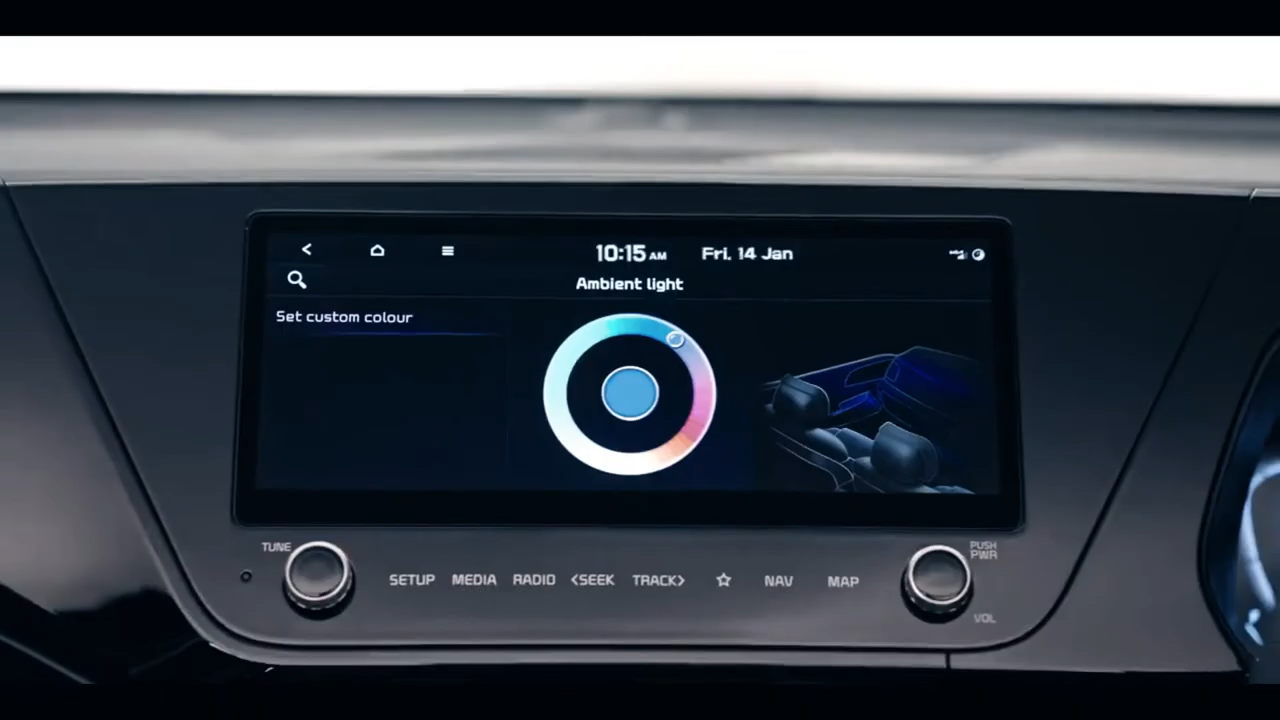 10:15 AM Fri. 14 Jan
Ambient light
Set custom colour
TUNE
PUSH
PWR
SETUP MEDIA RADIO <SEEK TRACK> ☆ NAV MAP
VOL